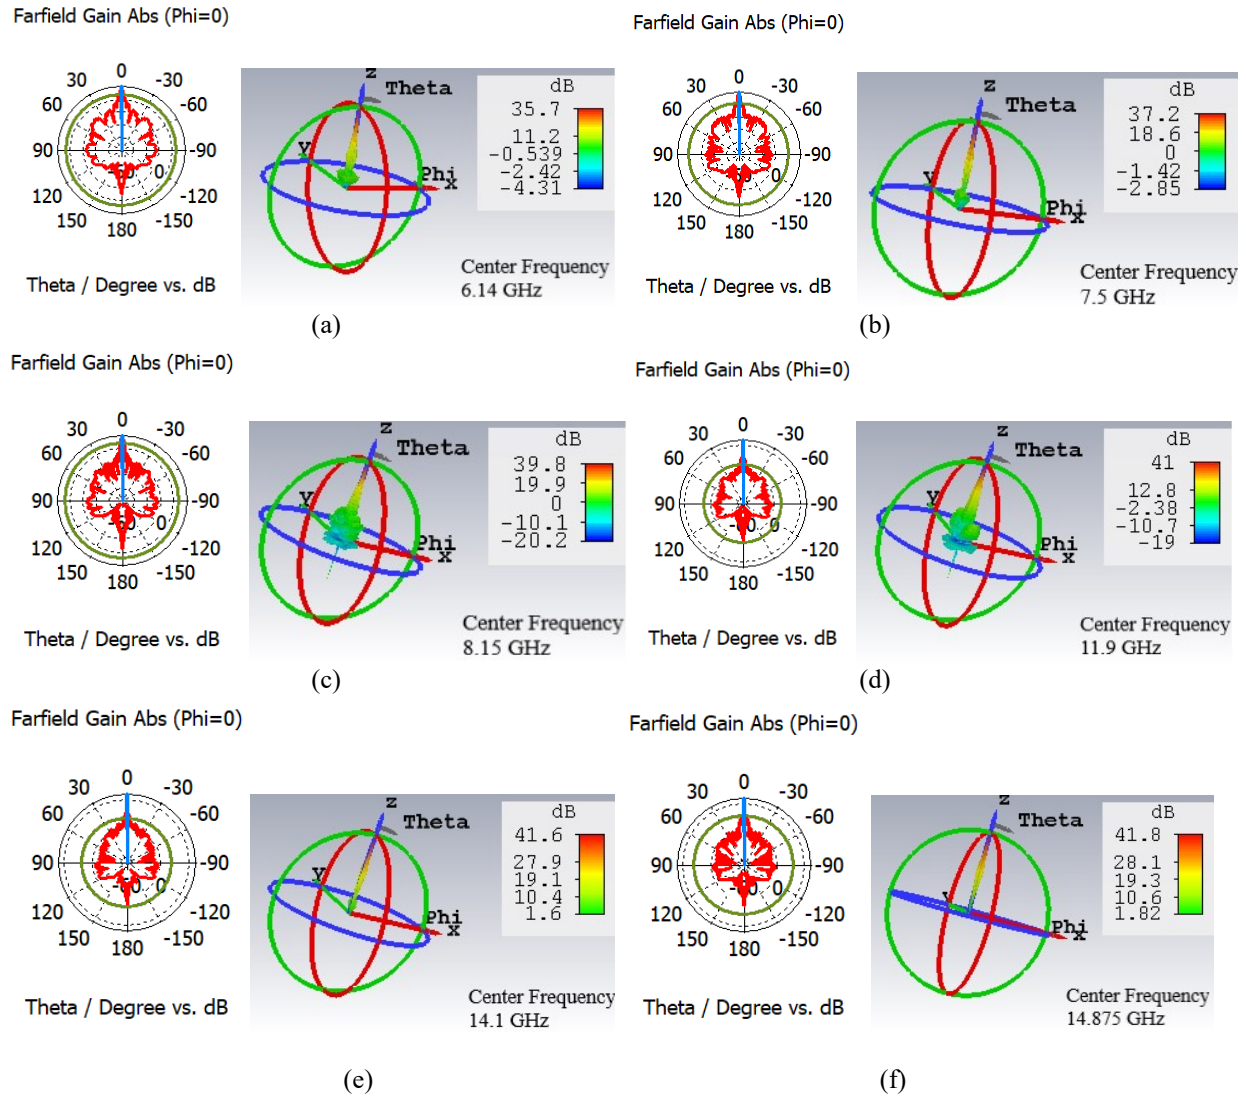 Farfield Gain Abs (Phi=0)
0
30 -30
60 -60
90 -90
120 -120
150 -150
180
0
Theta / Degree vs. dB
z
Theta
y
Phi
x
dB
35.7
11.2
-0.539
-2.42
-4.31
Center Frequency
6.14 GHz
(a)
Farfield Gain Abs (Phi=0)
0
30 -30
60 -60
90 -90
120 -120
150 -150
180
0
Theta / Degree vs. dB
z
Theta
y
Phi
x
dB
37.2
18.6
0
-1.42
-2.85
Center Frequency
7.5 GHz
(b)
Farfield Gain Abs (Phi=0)
0
30 -30
60 -60
90 -90
120 -120
150 -150
180
0
Theta / Degree vs. dB
z
Theta
y
Phi
x
dB
39.8
19.9
0
-10.1
-20.2
Center Frequency
8.15 GHz
(c)
Farfield Gain Abs (Phi=0)
0
30 -30
60 -60
90 -90
120 -120
150 -150
180
0
Theta / Degree vs. dB
z
Theta
y
Phi
x
dB
41
12.8
-2.38
-10.7
-19
Center Frequency
11.9 GHz
(d)
Farfield Gain Abs (Phi=0)
0
30 -30
60 -60
90 -90
120 -120
150 -150
180
0
Theta / Degree vs. dB
z
Theta
y
Phi
x
dB
41.6
27.9
19.1
10.4
1.6
Center Frequency
14.1 GHz
(e)
Farfield Gain Abs (Phi=0)
0
30 -30
60 -60
90 -90
120 -120
150 -150
180
0
Theta / Degree vs. dB
z
Theta
y
Phi
x
dB
41.8
28.1
19.3
10.6
1.82
Center Frequency
14.875 GHz
(f)